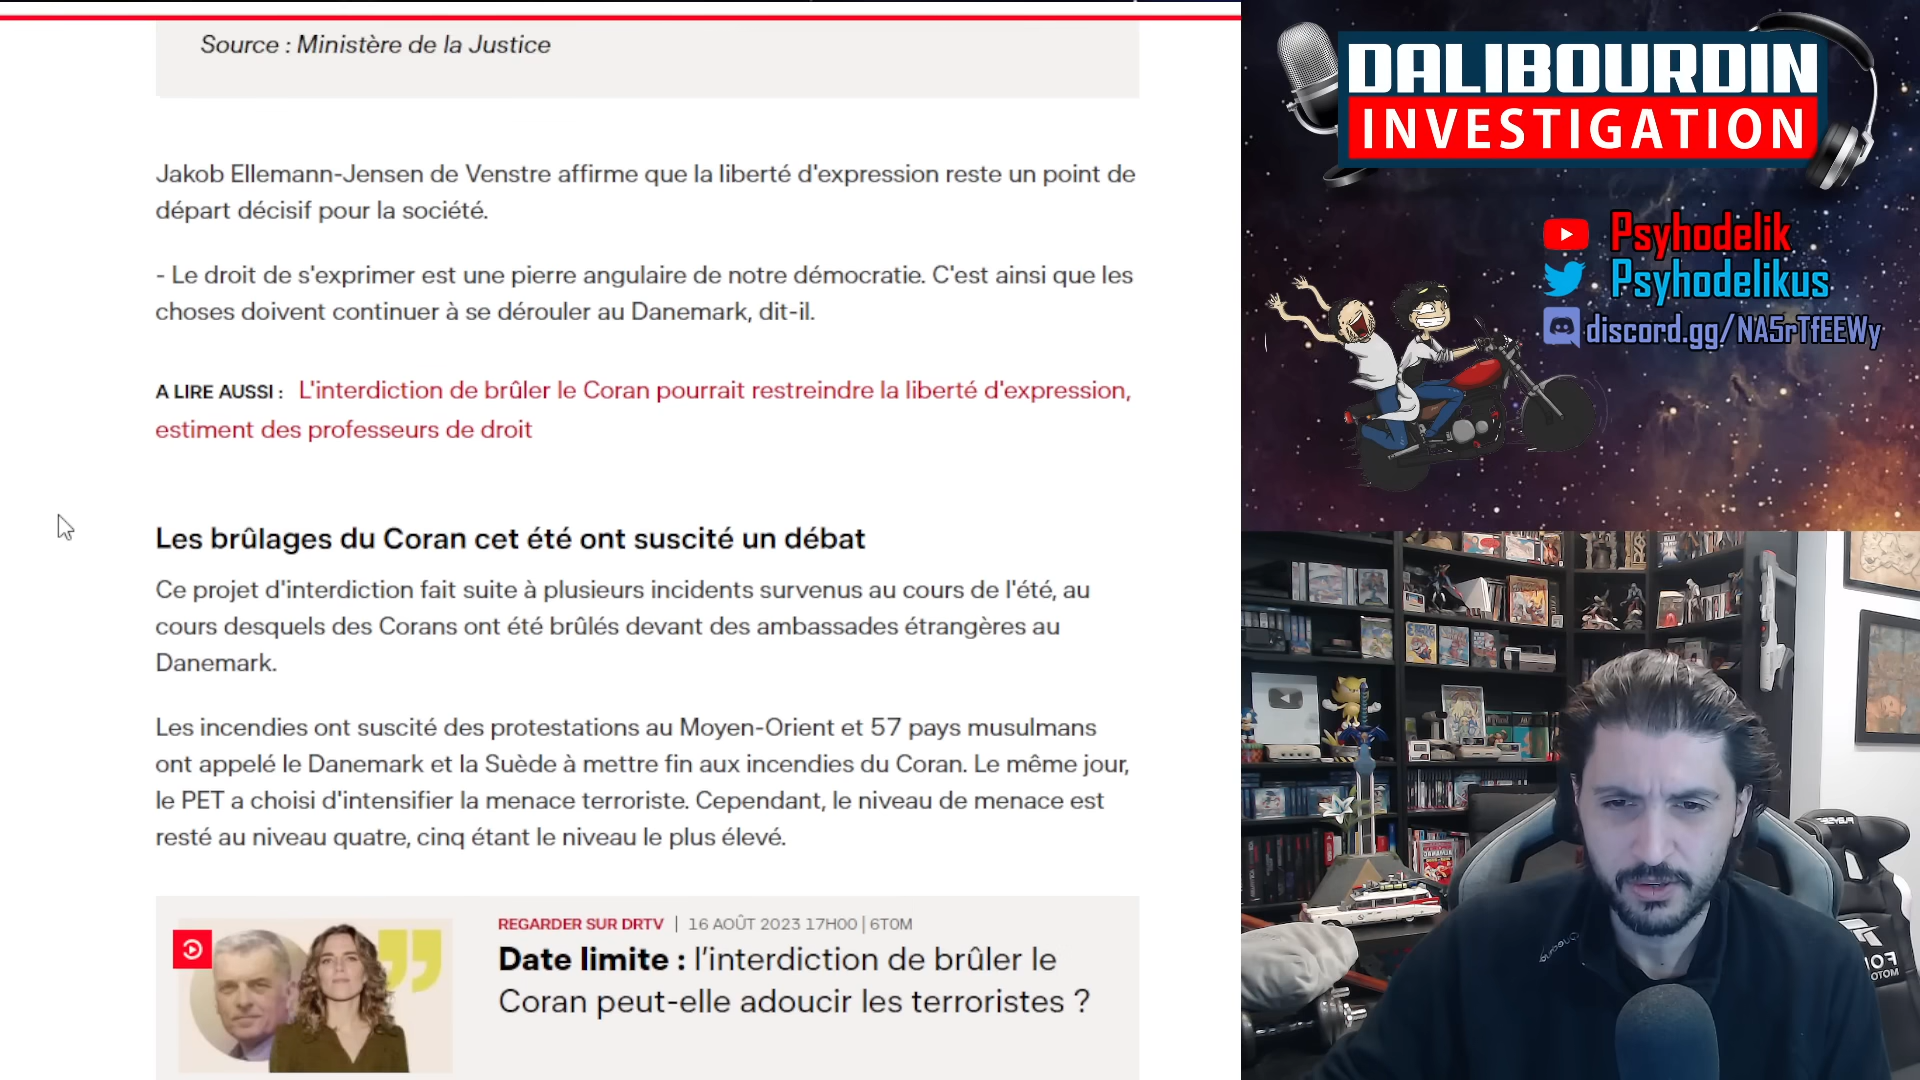 Source : Ministère de la Justice
Jakob Ellemann-Jensen de Venstre affirme que la liberté d'expression reste un point de
départ décisif pour la société.
- Le droit de s'exprimer est une pierre angulaire de notre démocratie. C'est ainsi que les
choses doivent continuer à se dérouler au Danemark, dit-il.
A LIRE AUSSI : L'interdiction de brûler le Coran pourrait restreindre la liberté d'expression,
estiment des professeurs de droit
Les brûlages du Coran cet été ont suscité un débat
Ce projet d'interdiction fait suite à plusieurs incidents survenus au cours de l'été, au
cours desquels des Corans ont été brûlés devant des ambassades étrangères au
Danemark.
Les incendies ont suscité des protestations au Moyen-Orient et 57 pays musulmans
ont appelé le Danemark et la Suède à mettre fin aux incendies du Coran. Le même jour,
le PET a choisi d'intensifier la menace terroriste. Cependant, le niveau de menace est
resté au niveau quatre, cinq étant le niveau le plus élevé.
REGARDER SUR DRTV | 16 AOÛT 2023 17H00 | 6T0M
Date limite : l'interdiction de brûler le
Coran peut-elle adoucir les terroristes ?
DALIBOURDIN
INVESTIGATION
Psyhodelik
Psyhodelikus
discord.gg/NA5rTfEEWy